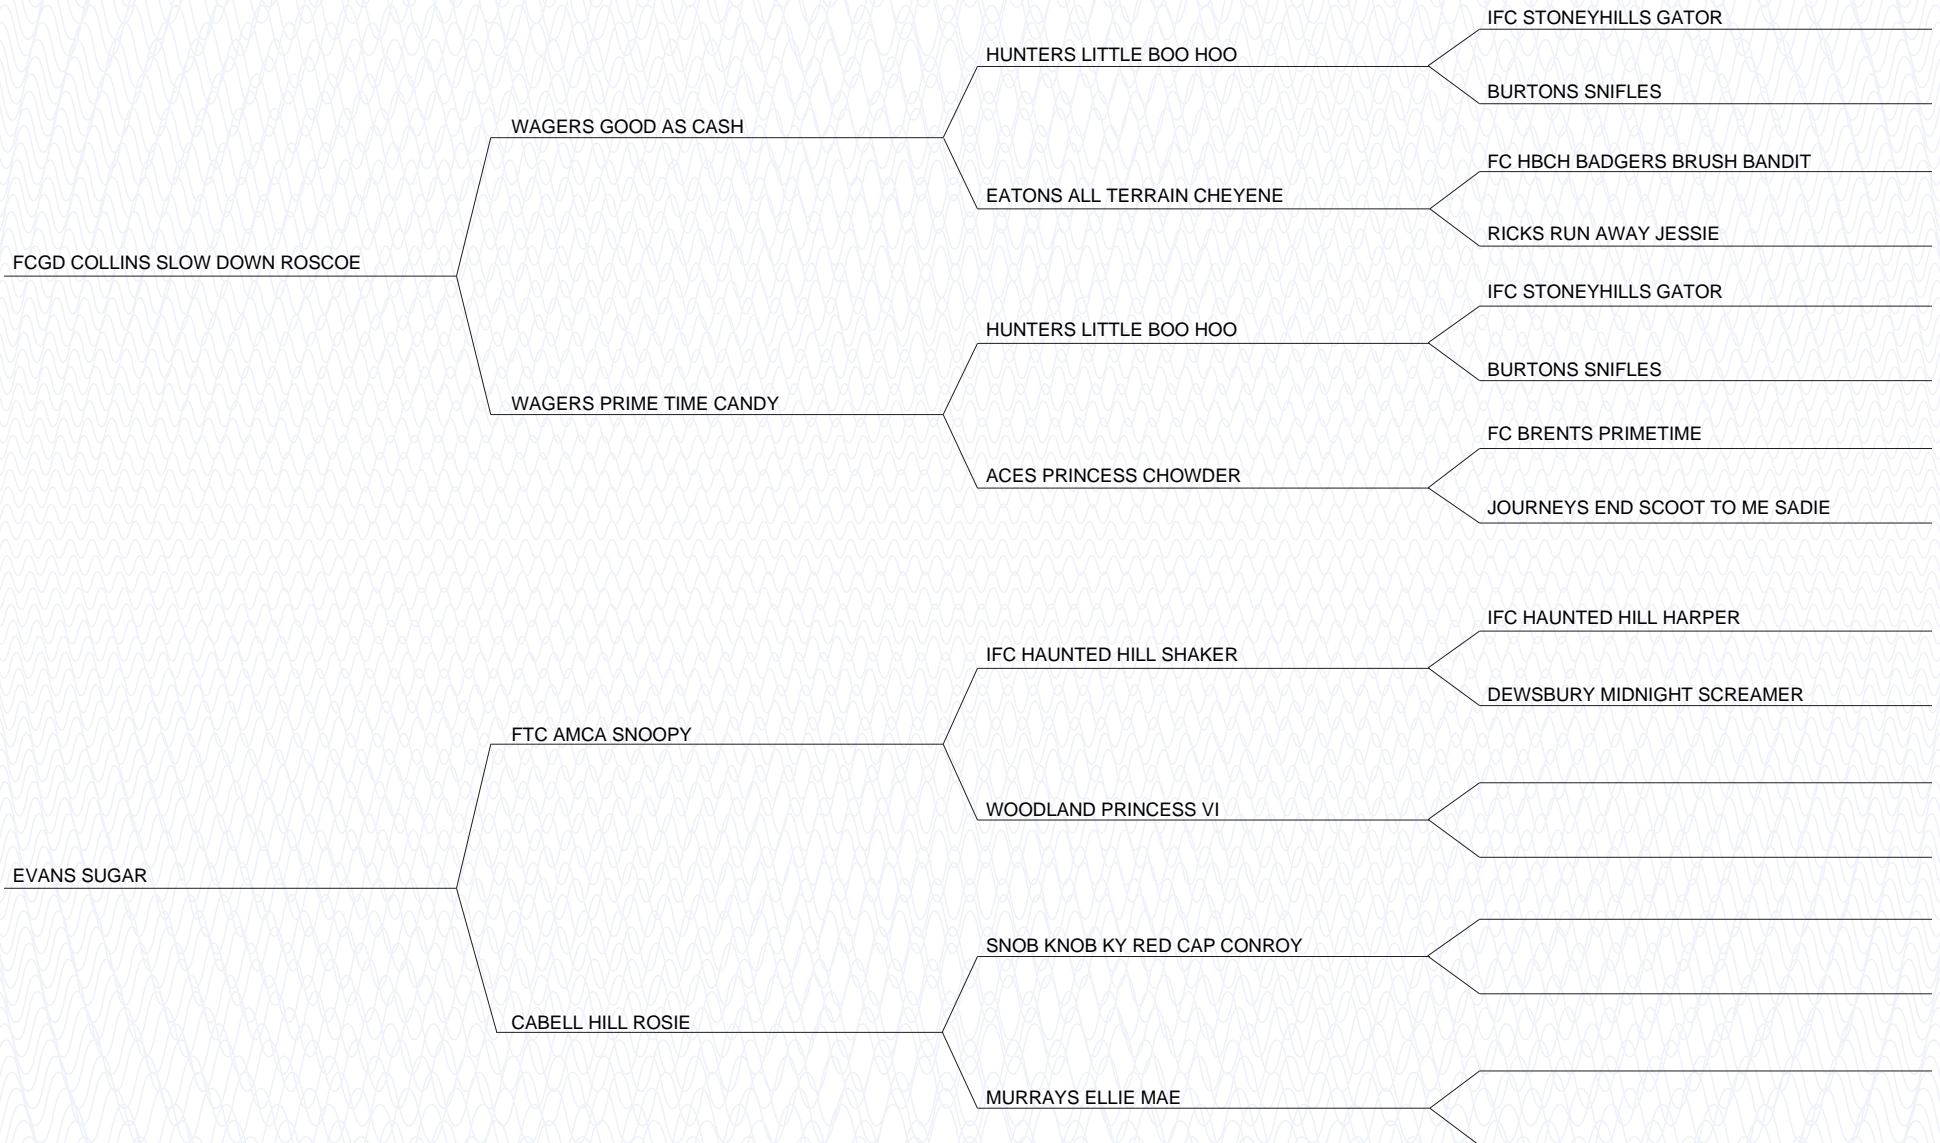 IFC STONEYHILLS GATOR
HUNTERS LITTLE BOO HOO
BURTONS SNIFLES
WAGERS GOOD AS CASH
FC HBCH BADGERS BRUSH BANDIT
EATONS ALL TERRAIN CHEYENE
RICKS RUN AWAY JESSIE
FCGD COLLINS SLOW DOWN ROSCOE
IFC STONEYHILLS GATOR
HUNTERS LITTLE BOO HOO
BURTONS SNIFLES
WAGERS PRIME TIME CANDY
FC BRENTS PRIMETIME
ACES PRINCESS CHOWDER
JOURNEYS END SCOOT TO ME SADIE
IFC HAUNTED HILL HARPER
IFC HAUNTED HILL SHAKER
DEWSBURY MIDNIGHT SCREAMER
FTC AMCA SNOOPY
WOODLAND PRINCESS VI
EVANS SUGAR
SNOB KNOB KY RED CAP CONROY
CABELL HILL ROSIE
MURRAYS ELLIE MAE